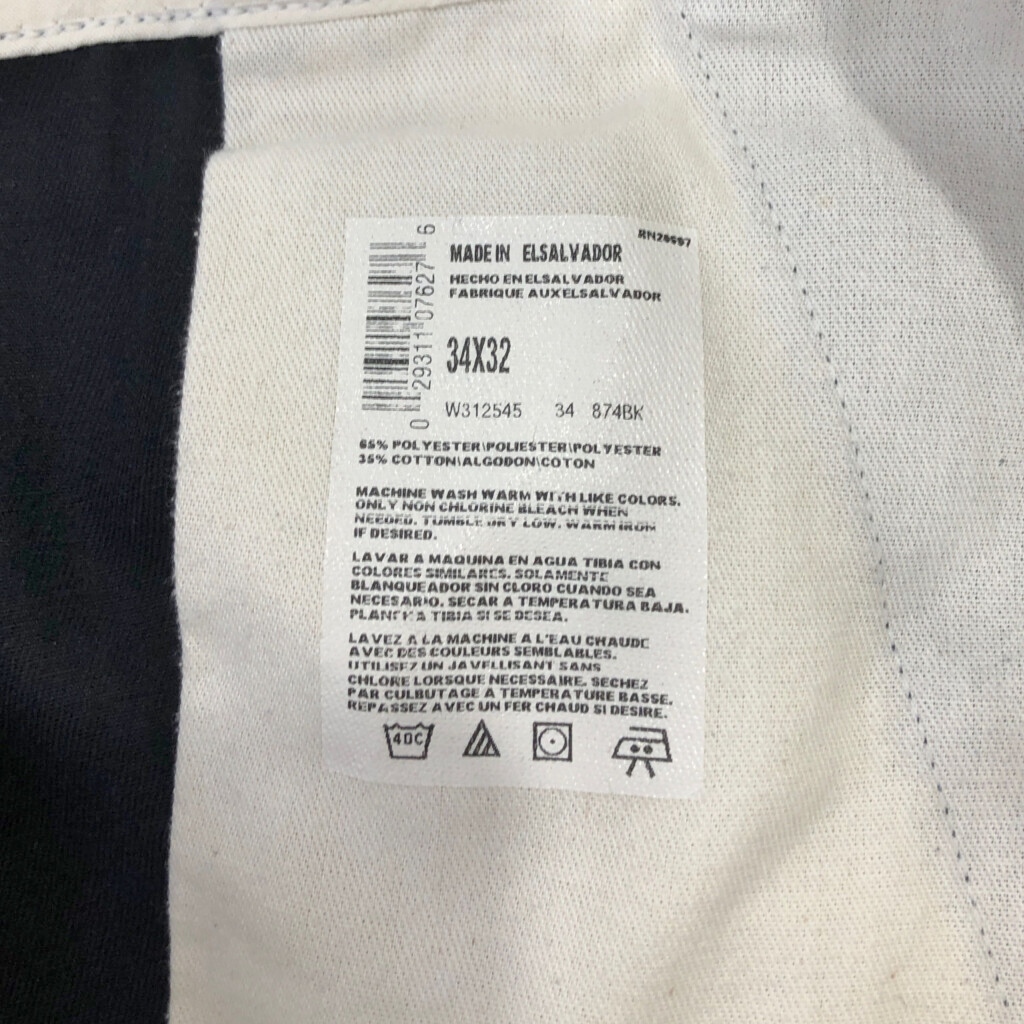 0 29311 07627 6
MADE IN ELSALVADOR
HECHO EN ELSALVADOR
FABRIQUE AUXELSALVADOR
34X32
W312545 34 874BK
65% POLYESTER\POLIESTER\POLYESTER
35% COTTON\ALGODON\COTON
MACHINE WASH WARM WITH LIKE COLORS.
ONLY NON CHLORINE BLEACH WHEN
NEEDED. TUMBLE DRY LOW. WARM IRON
IF DESIRED.
LAVAR A MAQUINA EN AGUA TIBIA CON
COLORES SIMILARES. SOLAMENTE
BLANQUEADOR SIN CLORO CUANDO SEA
NECESARIO. SECAR A TEMPERATURA BAJA.
PLANCHA TIBIA SI SE DESEA.
LAVEZ A LA MACHINE A L'EAU CHAUDE
AVEC DES COULEURS SEMBLABLES.
UTILISEZ UN JAVELLISANT SANS
CHLORE LORSQUE NECESSAIRE. SECHEZ
PAR CULBUTAGE A TEMPERATURE BASSE.
REPASSEZ AVEC UN FER CHAUD SI DESIRE.
40C